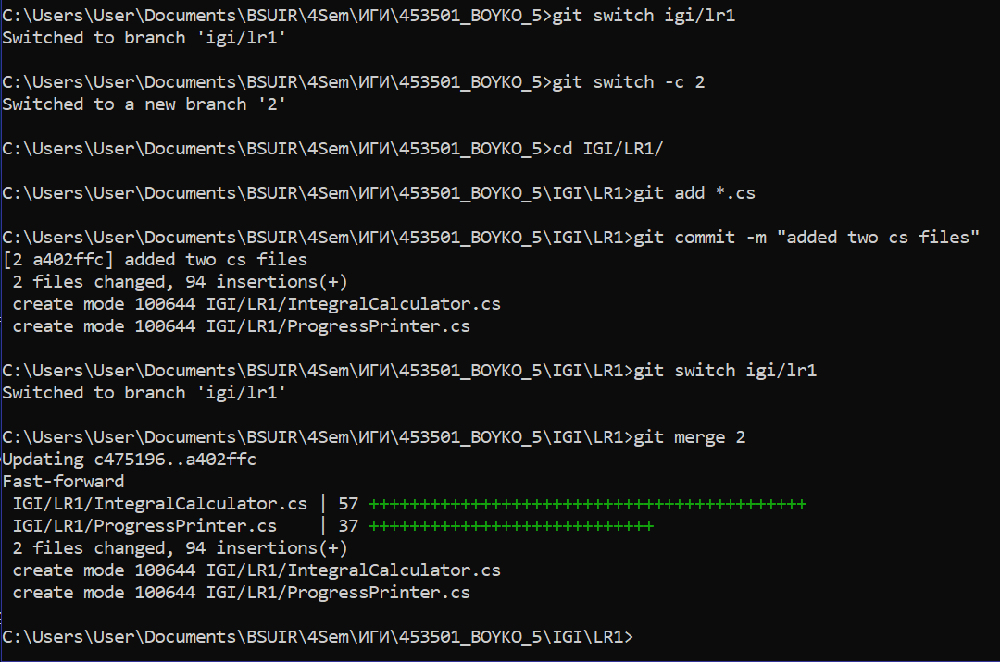 C:\Users\User\Documents\BSUIR\4Sem\ИГИ\453501_BOYKO_5>git switch igi/lr1
Switched to branch 'igi/lr1'
C:\Users\User\Documents\BSUIR\4Sem\ИГИ\453501_BOYKO_5>git switch -c 2
Switched to a new branch '2'
C:\Users\User\Documents\BSUIR\4Sem\ИГИ\453501_BOYKO_5>cd IGI/LR1/
C:\Users\User\Documents\BSUIR\4Sem\ИГИ\453501_BOYKO_5\IGI\LR1>git add *.cs
C:\Users\User\Documents\BSUIR\4Sem\ИГИ\453501_BOYKO_5\IGI\LR1>git commit -m "added two cs files"
[2 a402ffc] added two cs files
 2 files changed, 94 insertions(+)
 create mode 100644 IGI/LR1/IntegralCalculator.cs
 create mode 100644 IGI/LR1/ProgressPrinter.cs
C:\Users\User\Documents\BSUIR\4Sem\ИГИ\453501_BOYKO_5\IGI\LR1>git switch igi/lr1
Switched to branch 'igi/lr1'
C:\Users\User\Documents\BSUIR\4Sem\ИГИ\453501_BOYKO_5\IGI\LR1>git merge 2
Updating c475196..a402ffc
Fast-forward
 IGI/LR1/IntegralCalculator.cs | 57 +++++++++++++++++++++++++++++++++++++++++++
 IGI/LR1/ProgressPrinter.cs    | 37 ++++++++++++++++++++++++++++
 2 files changed, 94 insertions(+)
 create mode 100644 IGI/LR1/IntegralCalculator.cs
 create mode 100644 IGI/LR1/ProgressPrinter.cs
C:\Users\User\Documents\BSUIR\4Sem\ИГИ\453501_BOYKO_5\IGI\LR1>